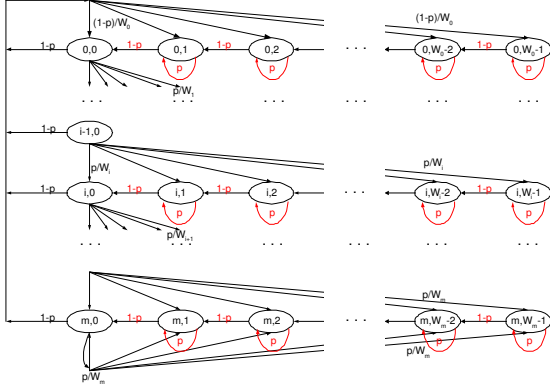 (1-p)/W₀ (1-p)/W₀
1-p 0,0 1-p 0,1 1-p 0,2 . . . 0,W₀-2 1-p 0,W₀-1
p p p p
p/W₁
. . . . . . . . . . . .
1-p i-1,0
p/Wᵢ p/Wᵢ
1-p i,0 1-p i,1 1-p i,2 . . . i,Wᵢ-2 1-p i,Wᵢ-1
p p p p
p/Wᵢ₊₁
. . . . . . . . . . . .
p/Wₘ
1-p m,0 1-p m,1 1-p m,2 . . . m,Wₘ-2 1-p m,Wₘ-1
p p p p
p/Wₘ p/Wₘ